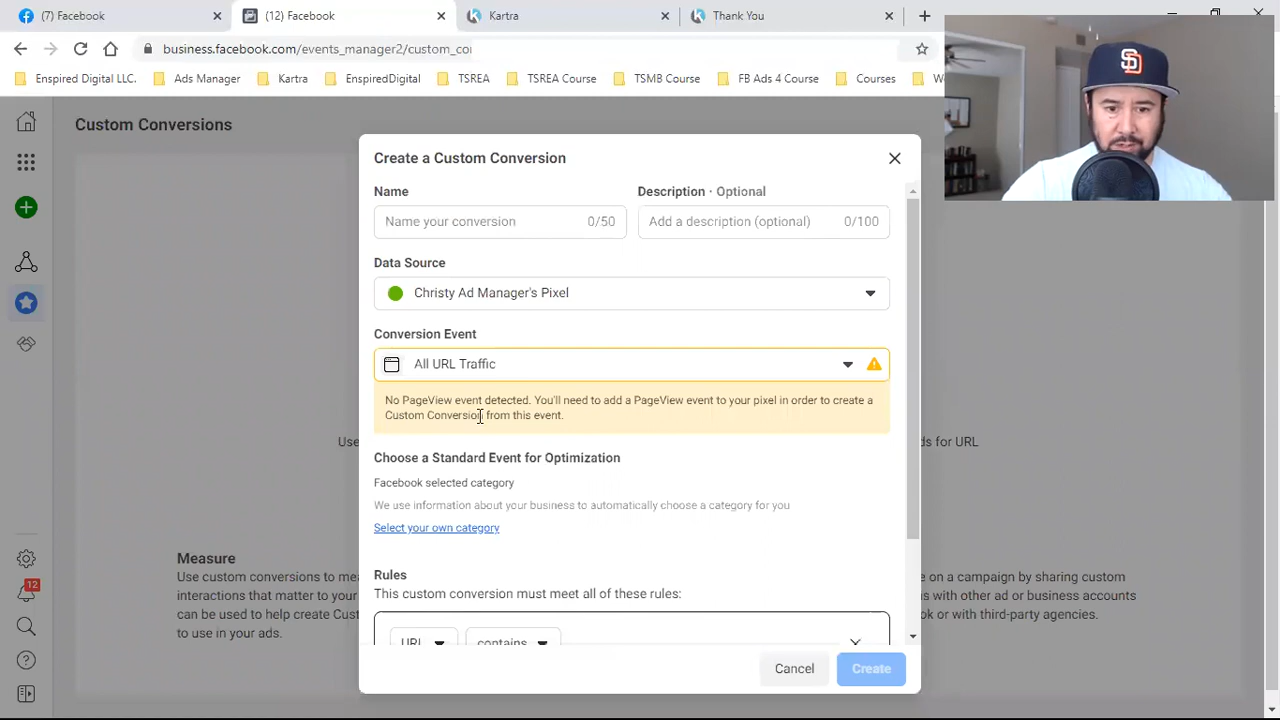 (7) Facebook
(12) Facebook
Kartra
Thank You
business.facebook.com/events_manager2/custom_co
Enspired Digital LLC.
Ads Manager
Kartra
EnspiredDigital
TSREA
TSREA Course
TSMB Course
FB Ads 4 Course
Courses
Custom Conversions
Create a Custom Conversion
Name
Description · Optional
Name your conversion 0/50
Add a description (optional) 0/100
Data Source
Christy Ad Manager's Pixel
Conversion Event
All URL Traffic
No PageView event detected. You'll need to add a PageView event to your pixel in order to create a
Custom Conversion from this event.
Use
ds for URL
Choose a Standard Event for Optimization
Facebook selected category
We use information about your business to automatically choose a category for you
Select your own category
Measure
Use custom conversions to me
interactions that matter to your
can be used to help create Cust
to use in your ads.
e on a campaign by sharing custom
ns with other ad or business accounts
ok or with third-party agencies.
12
Rules
This custom conversion must meet all of these rules:
URL contains
Cancel
Create
SD